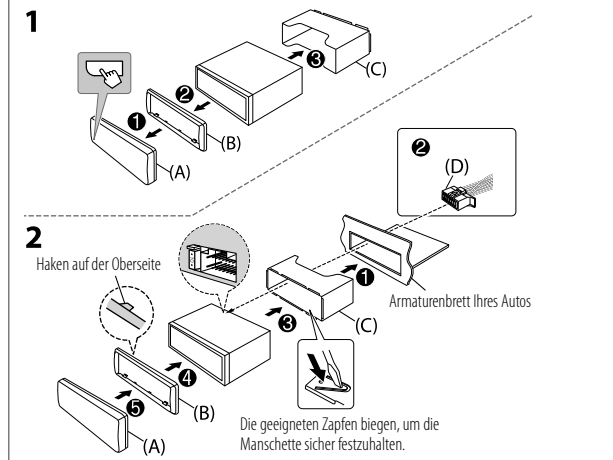 1
❸
(C)
❷
❶
(B)
(A)
❷
(D)
2
Haken auf der Oberseite
❶
Armaturenbrett Ihres Autos
(C)
❸
❹
❺
(B)
(A)
Die geeigneten Zapfen biegen, um die
Manschette sicher festzuhalten.